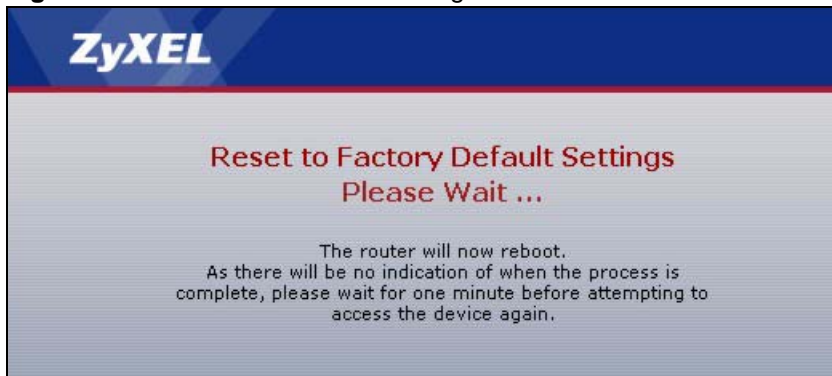 ZyXEL
Reset to Factory Default Settings
Please Wait ...
The router will now reboot.
As there will be no indication of when the process is
complete, please wait for one minute before attempting to
access the device again.